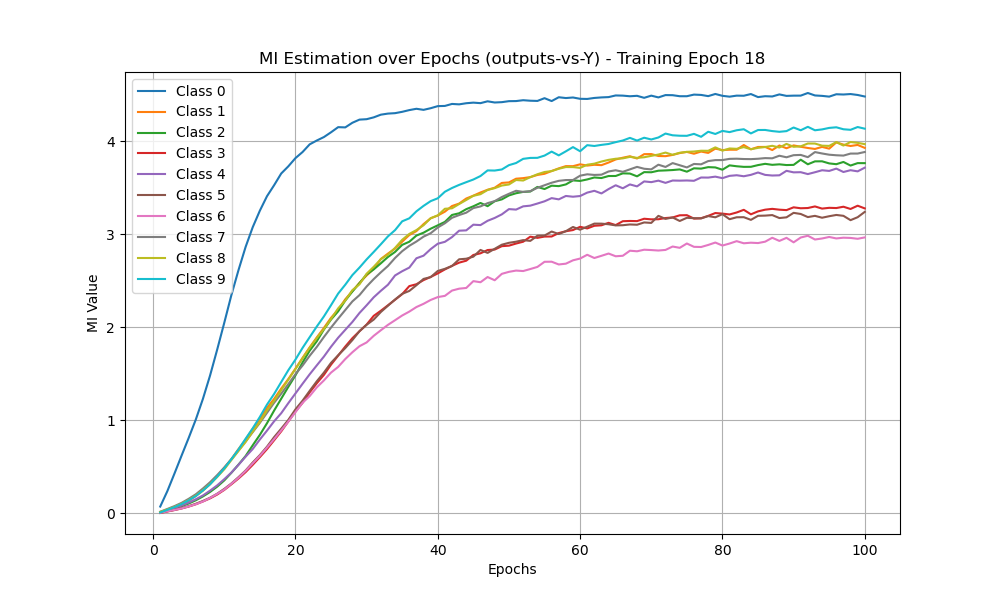 MI Estimation over Epochs (outputs-vs-Y) - Training Epoch 18
Class 0
Class 1
Class 2
Class 3
Class 4
Class 5
Class 6
Class 7
Class 8
Class 9
MI Value
4
3
2
1
0
0 20 40 60 80 100
Epochs